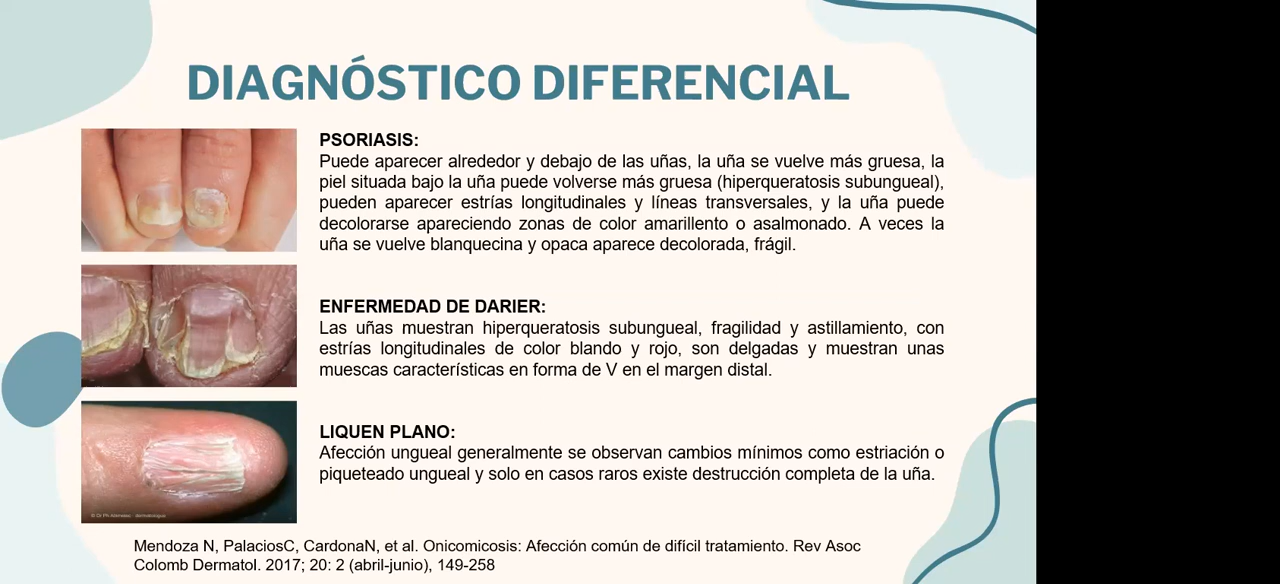 DIAGNÓSTICO DIFERENCIAL
PSORIASIS:
Puede aparecer alrededor y debajo de las uñas, la uña se vuelve más gruesa, la
piel situada bajo la uña puede volverse más gruesa (hiperqueratosis subungueal),
pueden aparecer estrías longitudinales y líneas transversales, y la uña puede
decolorarse apareciendo zonas de color amarillento o asalmonado. A veces la
uña se vuelve blanquecina y opaca aparece decolorada, frágil.
ENFERMEDAD DE DARIER:
Las uñas muestran hiperqueratosis subungueal, fragilidad y astillamiento, con
estrías longitudinales de color blando y rojo, son delgadas y muestran unas
muescas características en forma de V en el margen distal.
LIQUEN PLANO:
Afección ungueal generalmente se observan cambios mínimos como estriación o
piqueteado ungueal y solo en casos raros existe destrucción completa de la uña.
Mendoza N, PalaciosC, CardonaN, et al. Onicomicosis: Afección común de difícil tratamiento. Rev Asoc
Colomb Dermatol. 2017; 20: 2 (abril-junio), 149-258